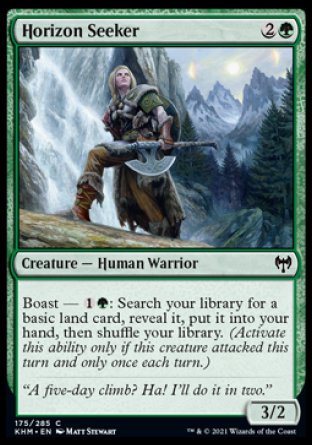 Horizon Seeker 2
Creature — Human Warrior
Boast — 1: Search your library for a
basic land card, reveal it, put it into your
hand, then shuffle your library. (Activate
this ability only if this creature attacked this
turn and only once each turn.)
“A five-day climb? Ha! I’ll do it in two.”
3/2
175/285 C
KHM • EN Matt Stewart
™ & © 2021 Wizards of the Coast